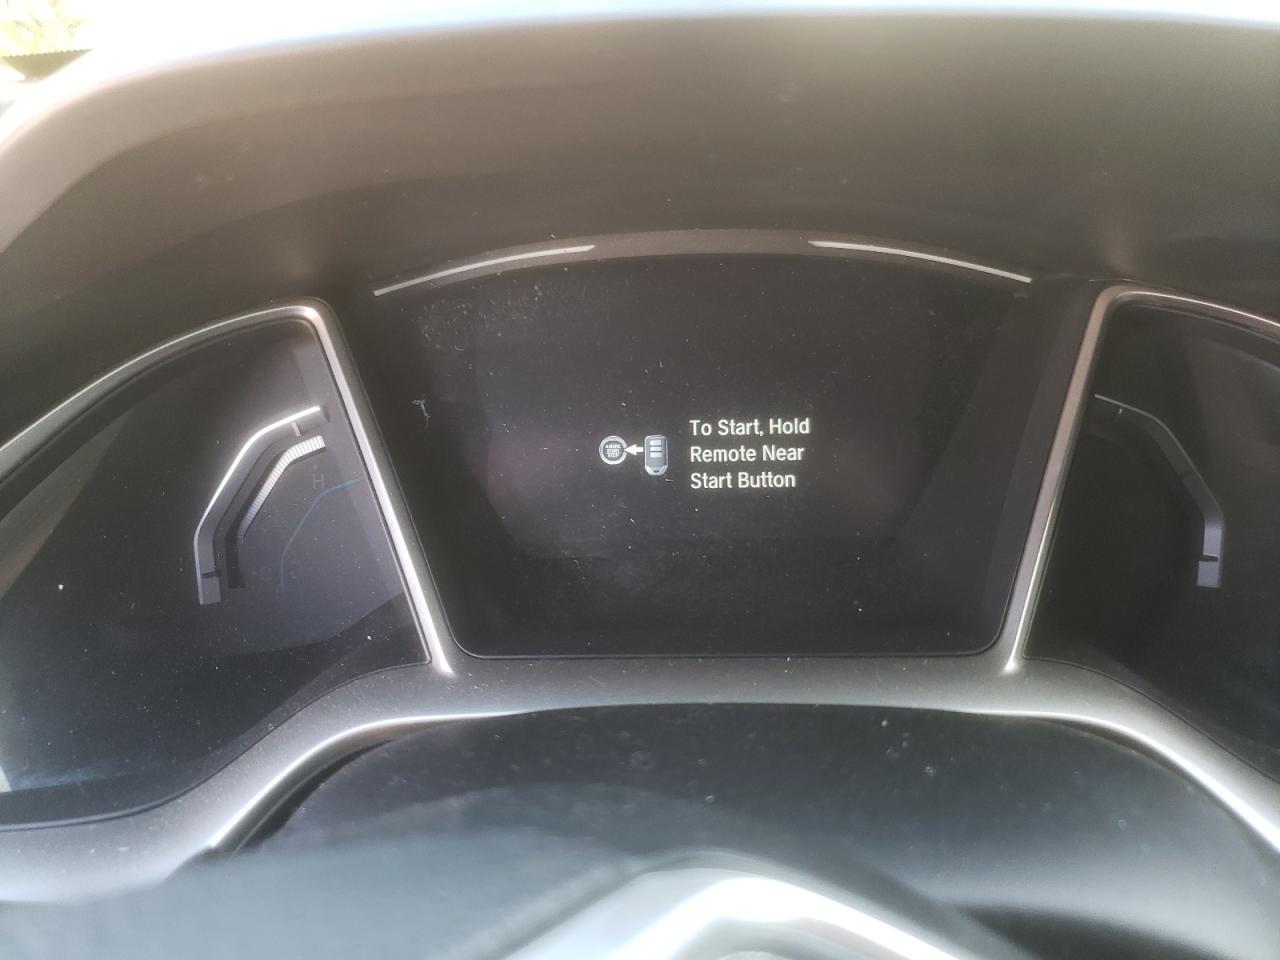 To Start, Hold
Remote Near
Start Button
H
C